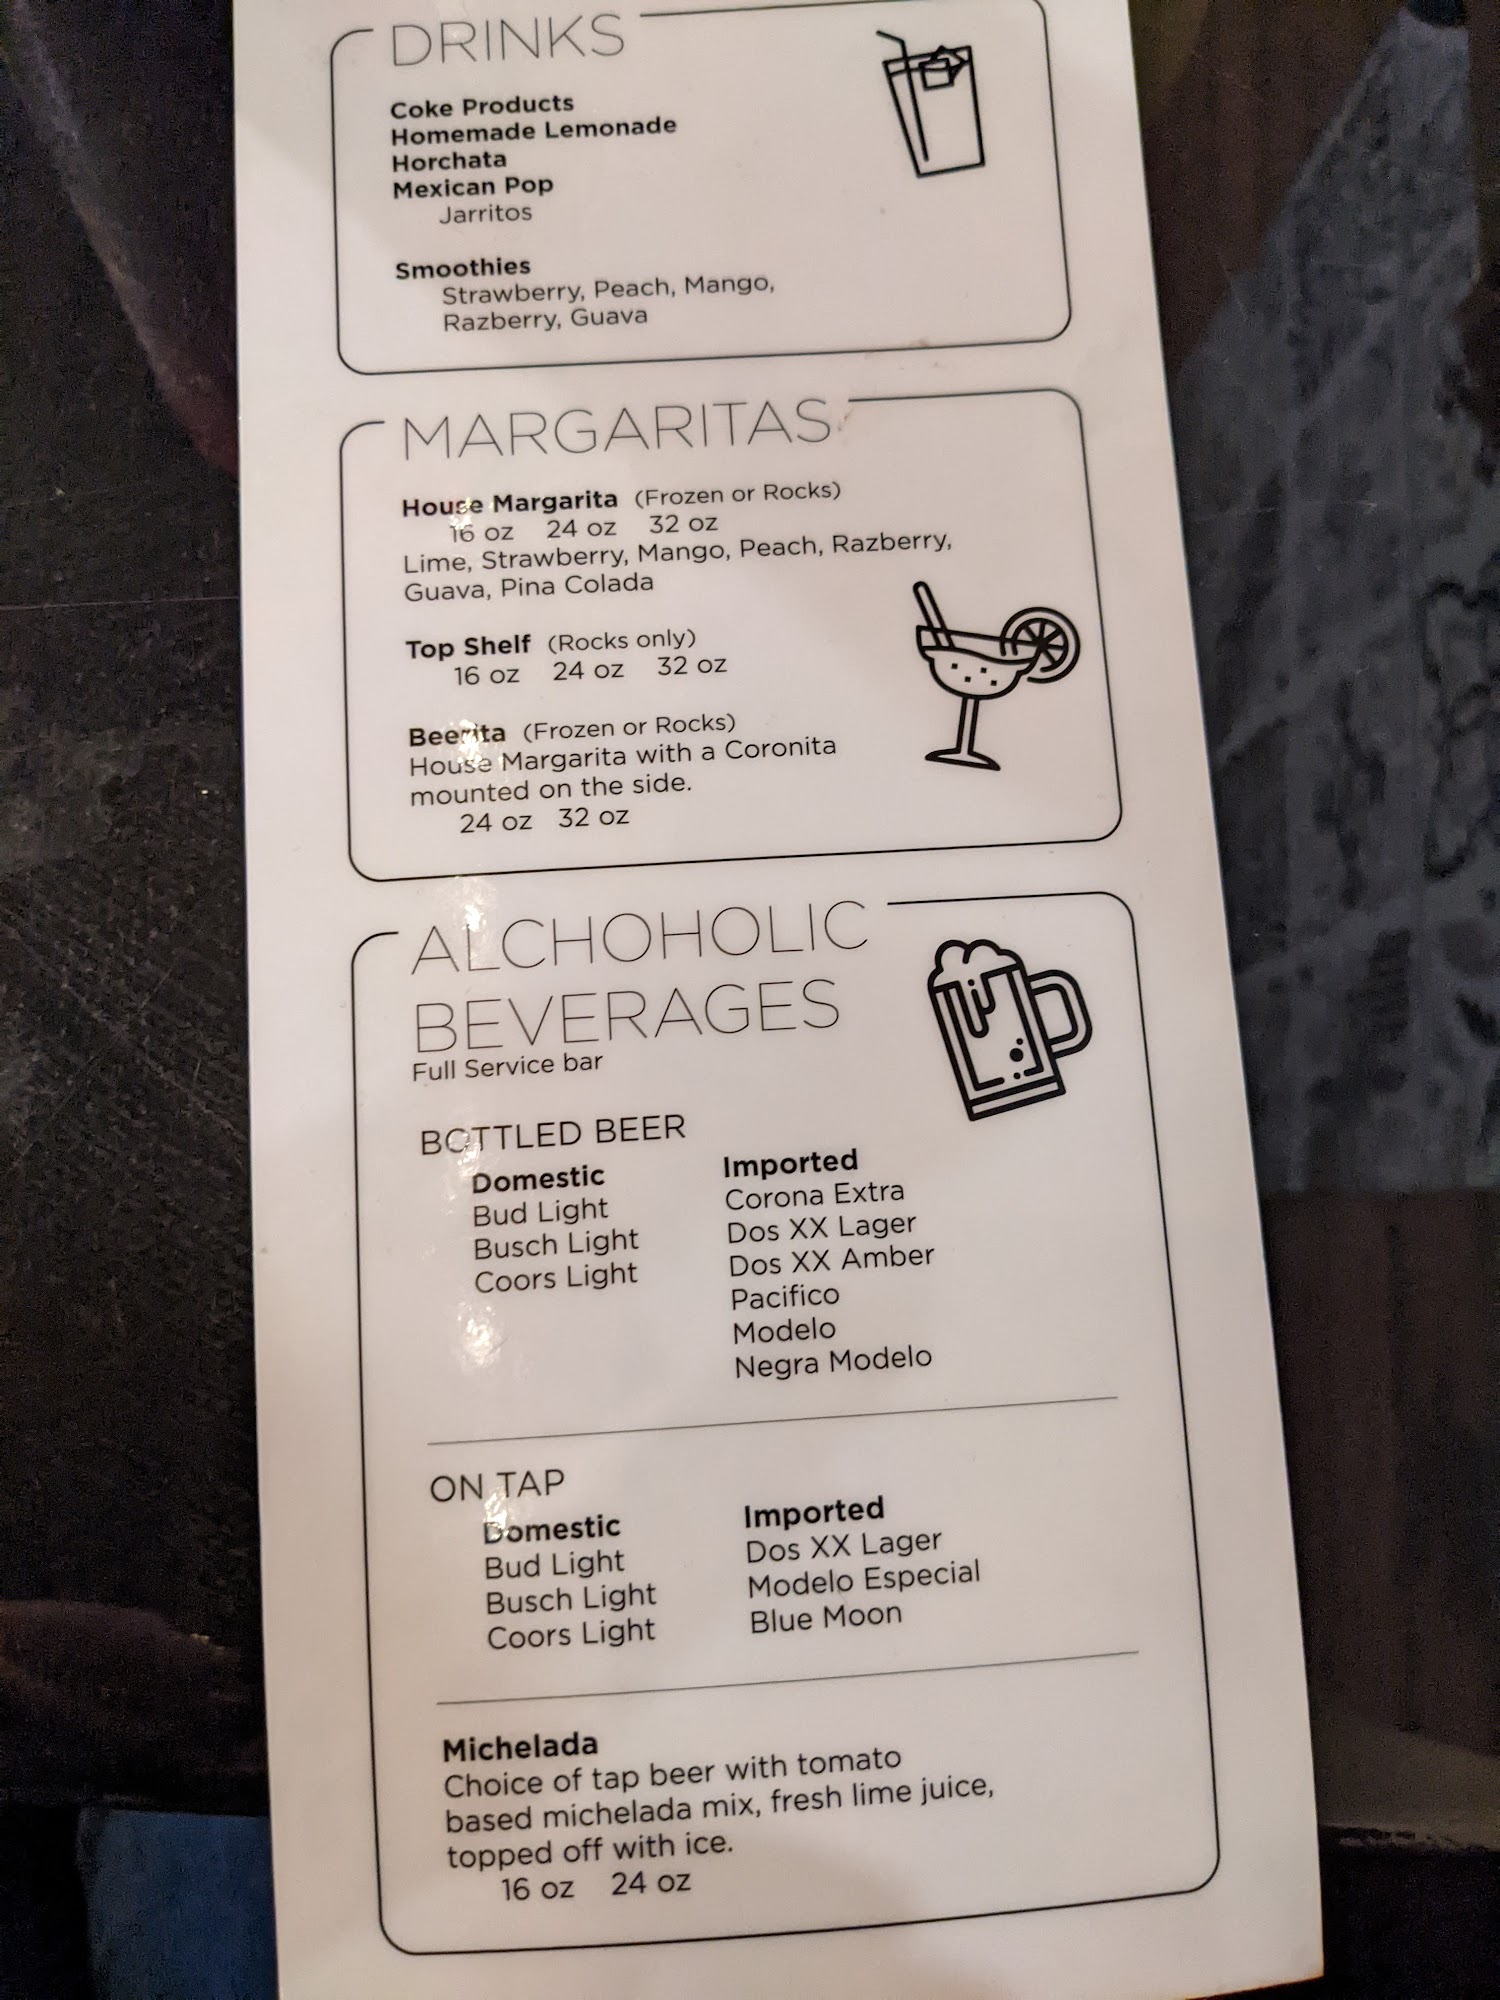 DRINKS
Coke Products
Homemade Lemonade
Horchata
Mexican Pop
Jarritos
Smoothies
Strawberry, Peach, Mango,
Razberry, Guava
MARGARITAS
House Margarita (Frozen or Rocks)
16 oz 24 oz 32 oz
Lime, Strawberry, Mango, Peach, Razberry,
Guava, Pina Colada
Top Shelf (Rocks only)
16 oz 24 oz 32 oz
Beerita (Frozen or Rocks)
House Margarita with a Coronita
mounted on the side.
24 oz 32 oz
ALCHOHOLIC
BEVERAGES
Full Service bar
BOTTLED BEER
Domestic
Bud Light
Busch Light
Coors Light
Imported
Corona Extra
Dos XX Lager
Dos XX Amber
Pacifico
Modelo
Negra Modelo
ON TAP
Domestic
Bud Light
Busch Light
Coors Light
Imported
Dos XX Lager
Modelo Especial
Blue Moon
Michelada
Choice of tap beer with tomato
based michelada mix, fresh lime juice,
topped off with ice.
16 oz 24 oz